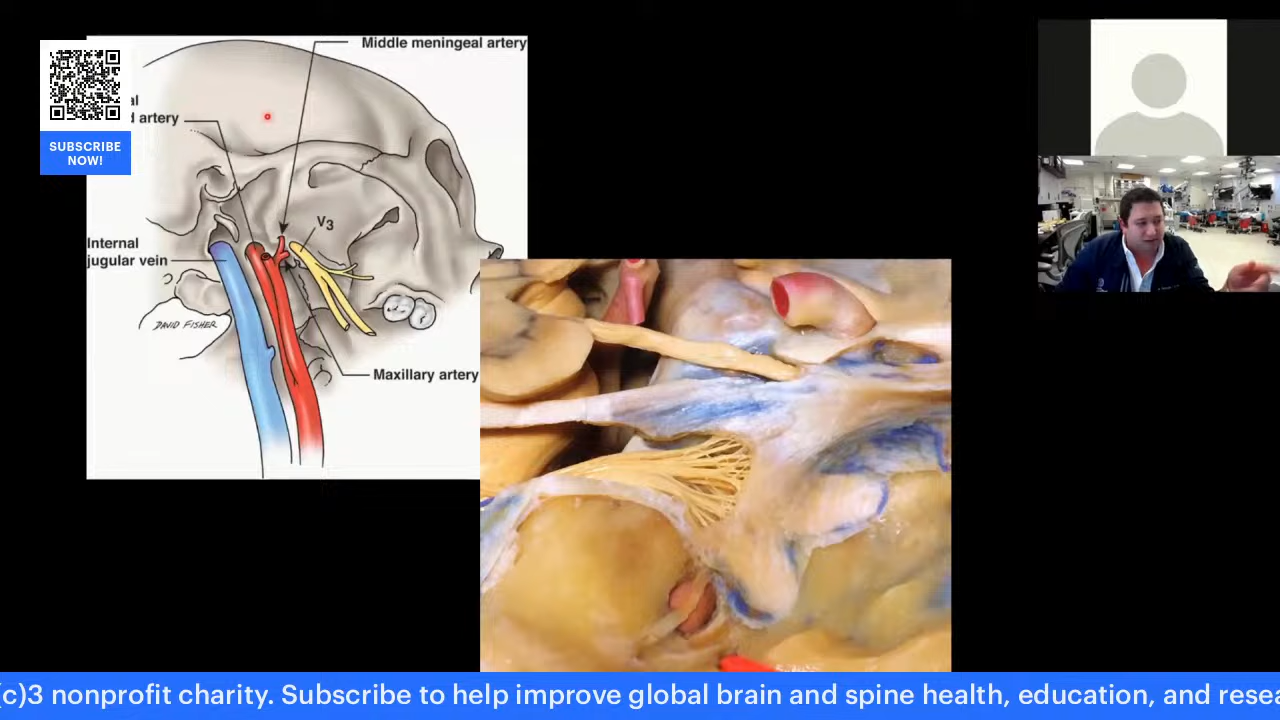 Middle meningeal artery
al
d artery
V3
Internal
jugular vein
DAVID FISHER
Maxillary artery
SUBSCRIBE
NOW!
(c)3 nonprofit charity. Subscribe to help improve global brain and spine health, education, and resea